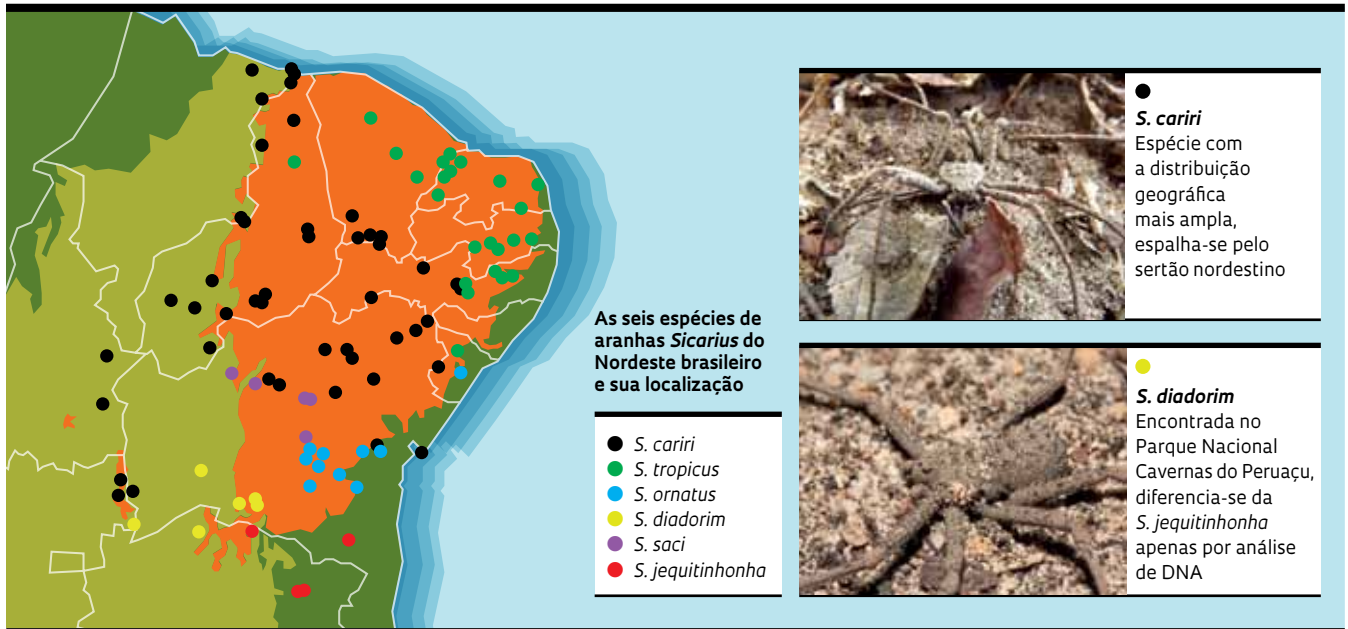 As seis espécies de
aranhas Sicarius do
Nordeste brasileiro
e sua localização
S. cariri
S. tropicus
S. ornatus
S. diadorim
S. saci
S. jequitinhonha
S. cariri
Espécie com
a distribuição
geográfica
mais ampla,
espalha-se pelo
sertão nordestino
S. diadorim
Encontrada no
Parque Nacional
Cavernas do Peruaçu,
diferencia-se da
S. jequitinhonha
apenas por análise
de DNA